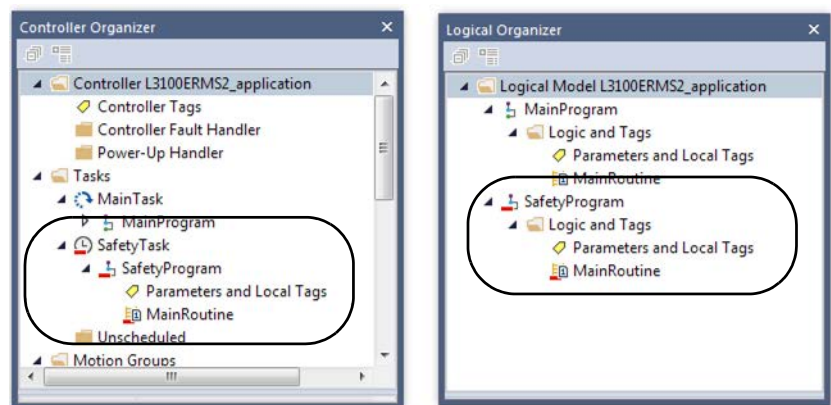 Controller Organizer
Controller L3100ERMS2_application
Controller Tags
Controller Fault Handler
Power-Up Handler
Tasks
MainTask
MainProgram
SafetyTask
SafetyProgram
Parameters and Local Tags
MainRoutine
Unscheduled
Motion Groups
Logical Organizer
Logical Model L3100ERMS2_application
MainProgram
Logic and Tags
Parameters and Local Tags
MainRoutine
SafetyProgram
Logic and Tags
Parameters and Local Tags
MainRoutine